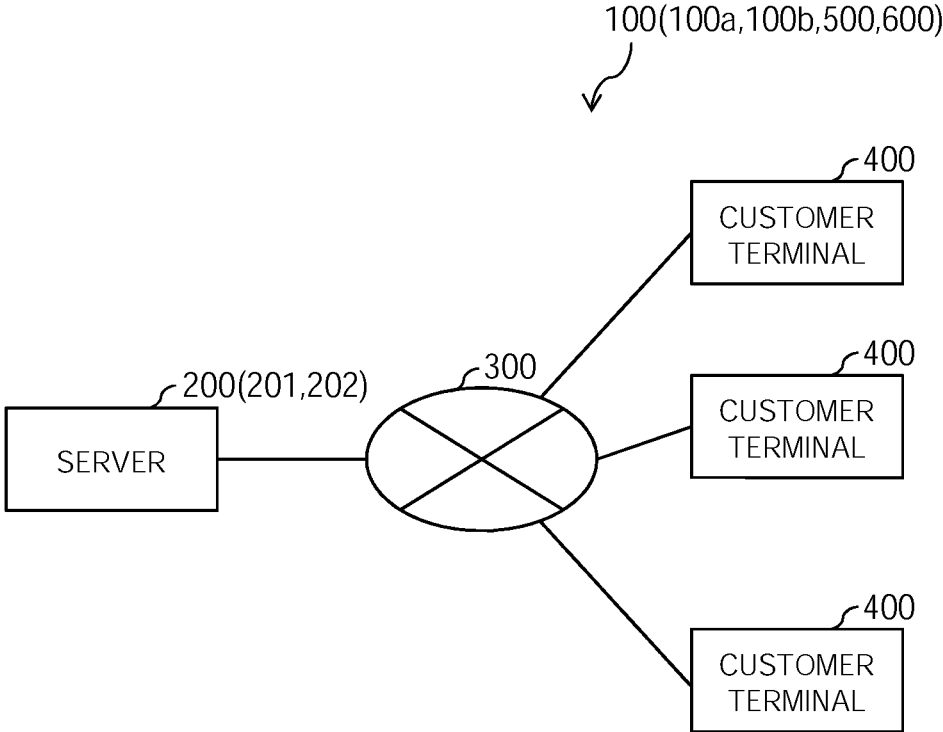 100(100a,100b,500,600)
400
CUSTOMER
TERMINAL
300
400
200(201,202)
CUSTOMER
TERMINAL
SERVER
400
CUSTOMER
TERMINAL